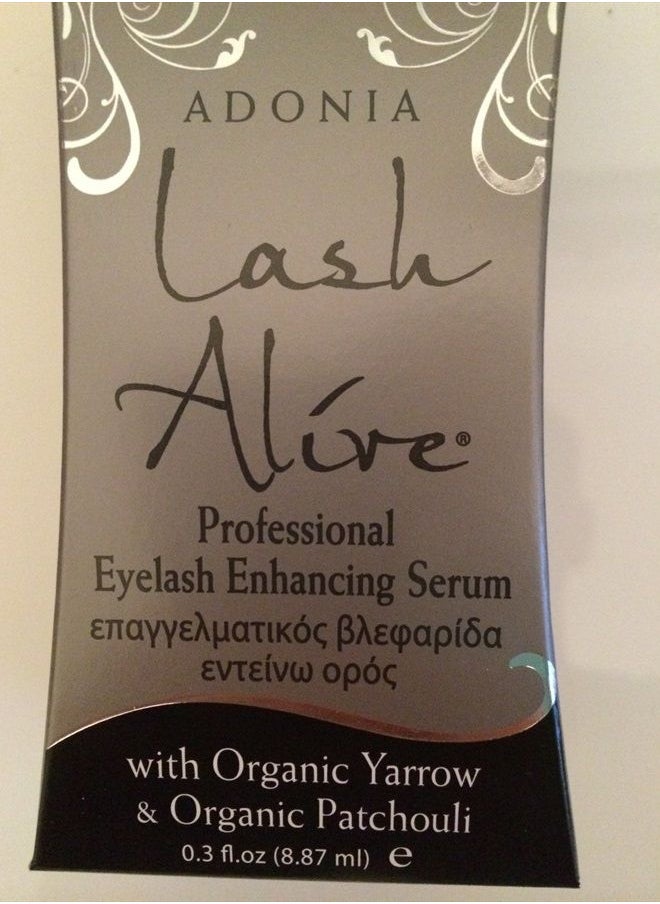 ADONIA
Lash
Alive®
Professional
Eyelash Enhancing Serum
επαγγελματικός βλεφαρίδα
εντείνω ορός
with Organic Yarrow
& Organic Patchouli
0.3 fl.oz (8.87 ml) e